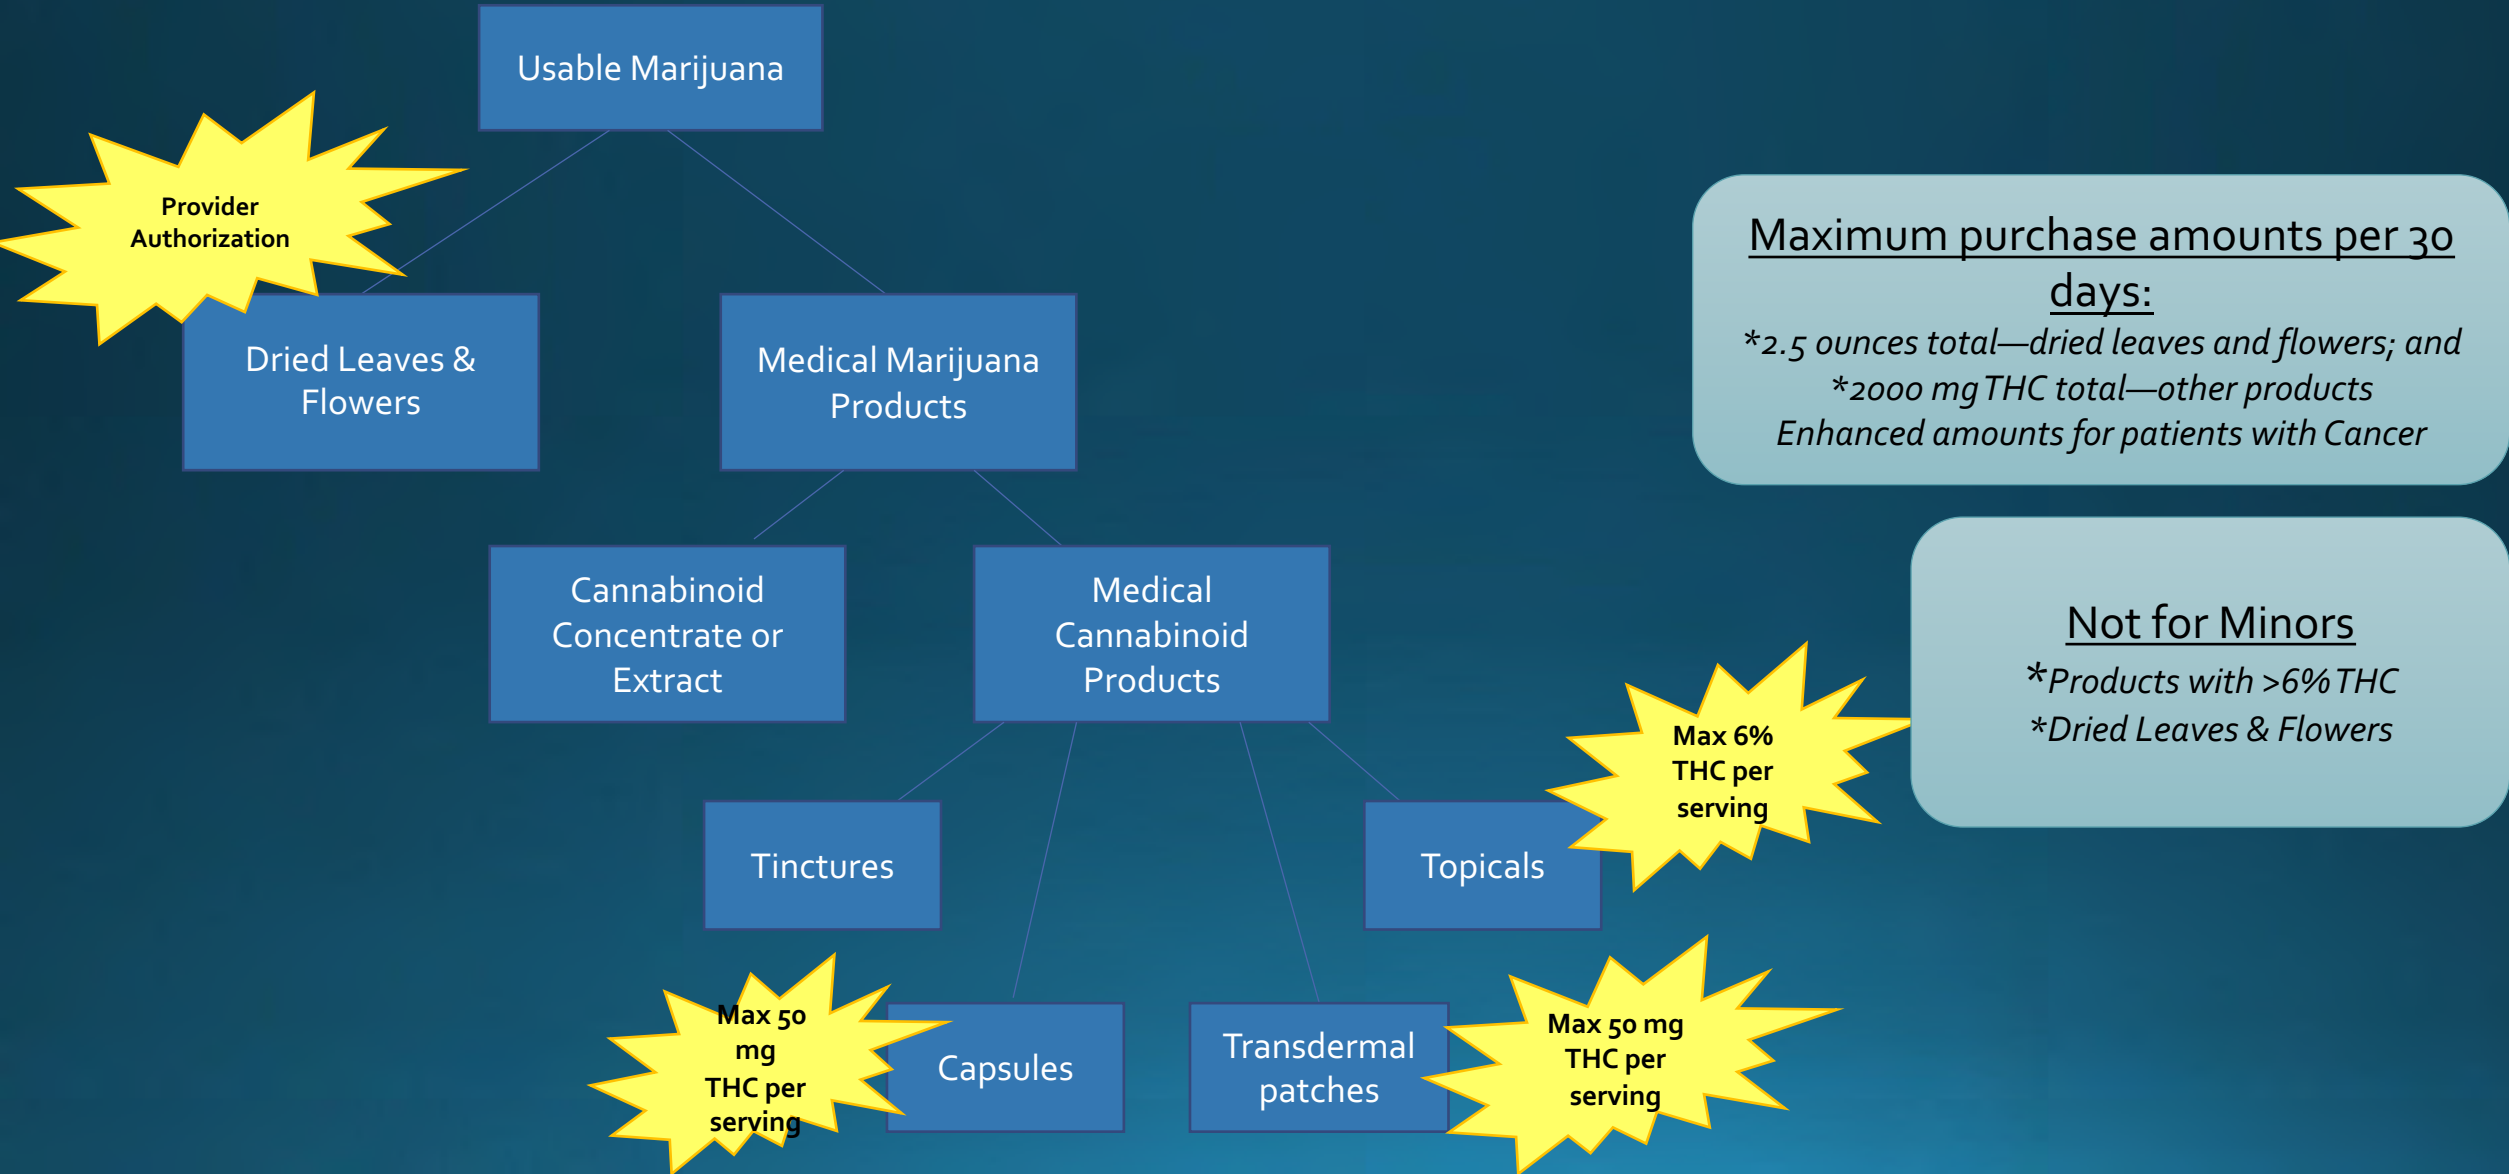 Usable Marijuana
Provider
Authorization
Dried Leaves &
Flowers
Medical Marijuana
Products
Cannabinoid
Concentrate or
Extract
Medical
Cannabinoid
Products
Tinctures
Topicals
Max 6%
THC per
serving
Max 50
mg
THC per
serving
Capsules
Transdermal
patches
Max 50 mg
THC per
serving
Maximum purchase amounts per 30
days:
*2.5 ounces total—dried leaves and flowers; and
*2000 mg THC total—other products
Enhanced amounts for patients with Cancer
Not for Minors
*Products with >6% THC
*Dried Leaves & Flowers